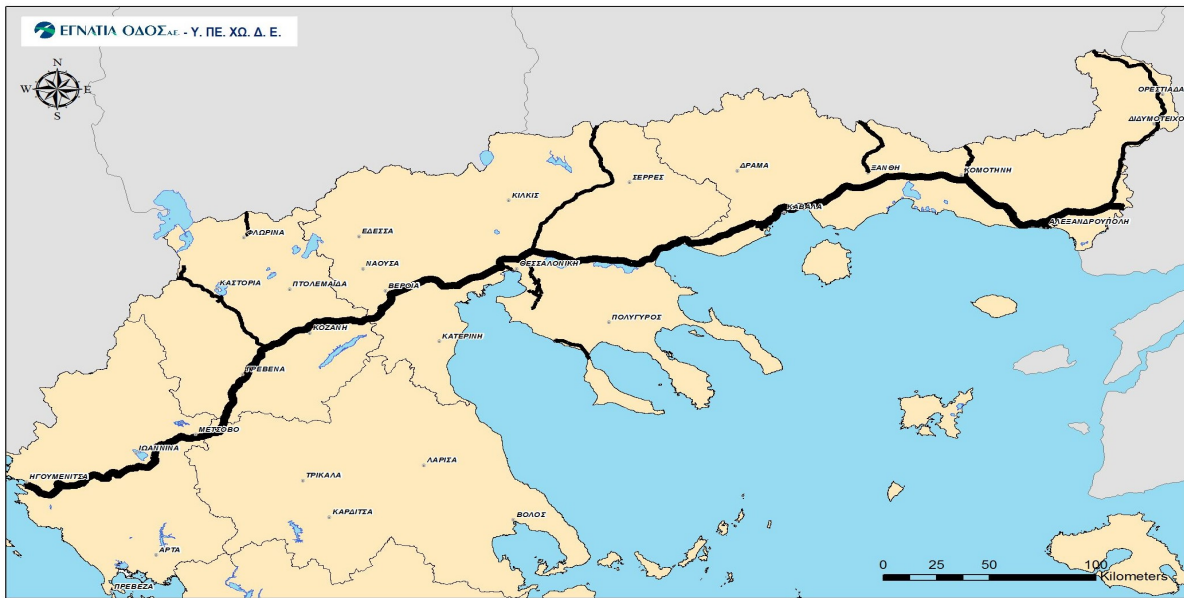 ΕΓΝΑΤΙΑ ΟΔΟΣ Α.Ε. - Υ. ΠΕ. ΧΩ. Δ. Ε.
N
W E
S
ΟΡΕΣΤΙΑΔΑ
ΔΙΔΥΜΟΤΕΙΧΟ
ΔΡΑΜΑ
ΞΑΝΘΗ
ΚΟΜΟΤΗΝΗ
ΣΕΡΡΕΣ
ΚΙΛΚΙΣ
ΚΑΒΑΛΑ
ΑΛΕΞΑΝΔΡΟΥΠΟΛΗ
ΦΛΩΡΙΝΑ
ΕΔΕΣΣΑ
ΘΕΣΣΑΛΟΝΙΚΗ
ΝΑΟΥΣΑ
ΚΑΣΤΟΡΙΑ
ΠΤΟΛΕΜΑΪΔΑ
ΒΕΡΟΙΑ
ΠΟΛΥΓΥΡΟΣ
ΚΟΖΑΝΗ
ΚΑΤΕΡΙΝΗ
ΓΡΕΒΕΝΑ
ΜΕΤΣΟΒΟ
ΙΩΑΝΝΙΝΑ
ΛΑΡΙΣΑ
ΗΓΟΥΜΕΝΙΤΣΑ
ΤΡΙΚΑΛΑ
ΚΑΡΔΙΤΣΑ
ΒΟΛΟΣ
ΑΡΤΑ
ΠΡΕΒΕΖΑ
0 25 50 100
Kilometers